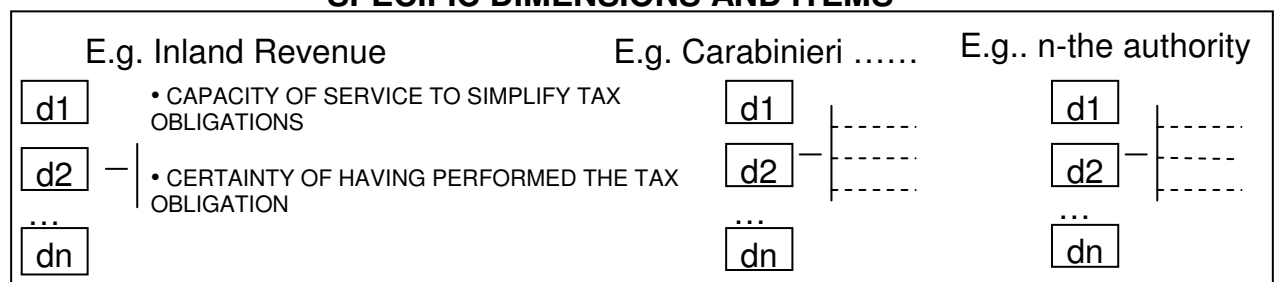 SPECIFIC DIMENSIONS AND ITEMS
E.g. Inland Revenue
E.g. Carabinieri ......
E.g.. n-the authority
d1
• CAPACITY OF SERVICE TO SIMPLIFY TAX
OBLIGATIONS
d2
• CERTAINTY OF HAVING PERFORMED THE TAX
OBLIGATION
...
dn
d1
d2
...
dn
d1
d2
...
dn